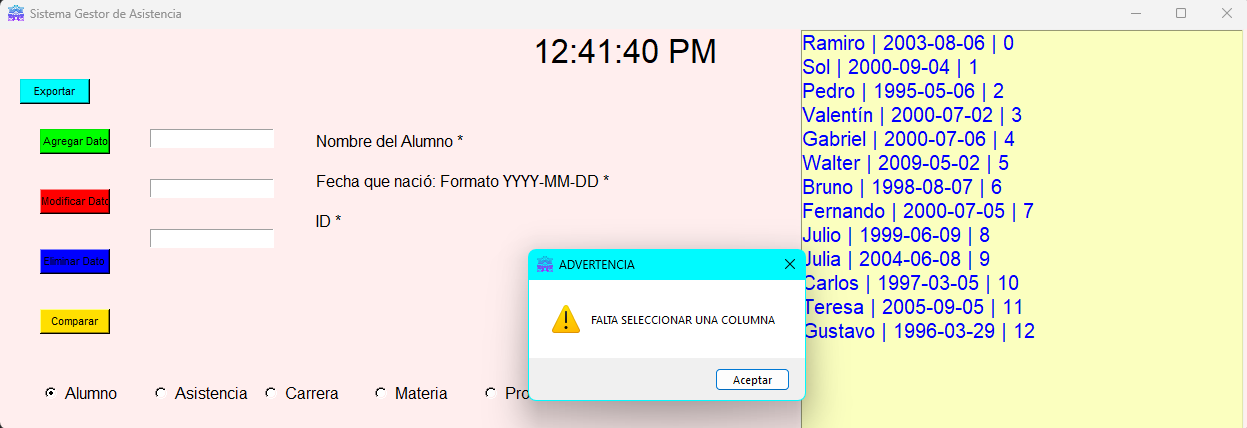 Sistema Gestor de Asistencia
12:41:40 PM
Exportar
Agregar Dato
Nombre del Alumno *
Fecha que nació: Formato YYYY-MM-DD *
Modificar Dato
ID *
Eliminar Dato
Comparar
Alumno
Asistencia
Carrera
Materia
Pro
ADVERTENCIA
FALTA SELECCIONAR UNA COLUMNA
Aceptar
Ramiro | 2003-08-06 | 0
Sol | 2000-09-04 | 1
Pedro | 1995-05-06 | 2
Valentín | 2000-07-02 | 3
Gabriel | 2000-07-06 | 4
Walter | 2009-05-02 | 5
Bruno | 1998-08-07 | 6
Fernando | 2000-07-05 | 7
Julio | 1999-06-09 | 8
Julia | 2004-06-08 | 9
Carlos | 1997-03-05 | 10
Teresa | 2005-09-05 | 11
Gustavo | 1996-03-29 | 12